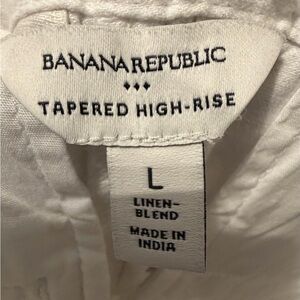 BANANA REPUBLIC
TAPERED HIGH-RISE
L
LINEN-
BLEND
MADE IN
INDIA